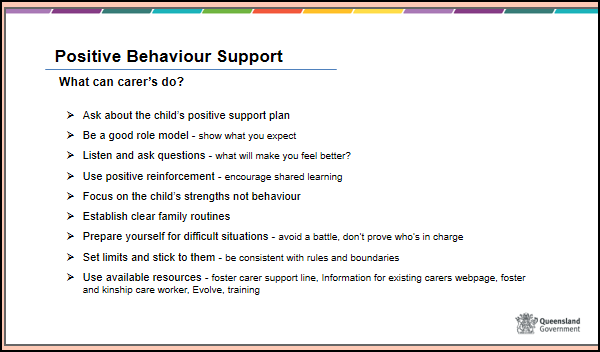 Positive Behaviour Support
What can carer's do?
➤ Ask about the child's positive support plan
➤ Be a good role model - show what you expect
➤ Listen and ask questions - what will make you feel better?
➤ Use positive reinforcement - encourage shared learning
➤ Focus on the child's strengths not behaviour
➤ Establish clear family routines
➤ Prepare yourself for difficult situations - avoid a battle, don't prove who's in charge
➤ Set limits and stick to them - be consistent with rules and boundaries
➤ Use available resources - foster carer support line, Information for existing carers webpage, foster
and kinship care worker, Evolve, training
Queensland
Government